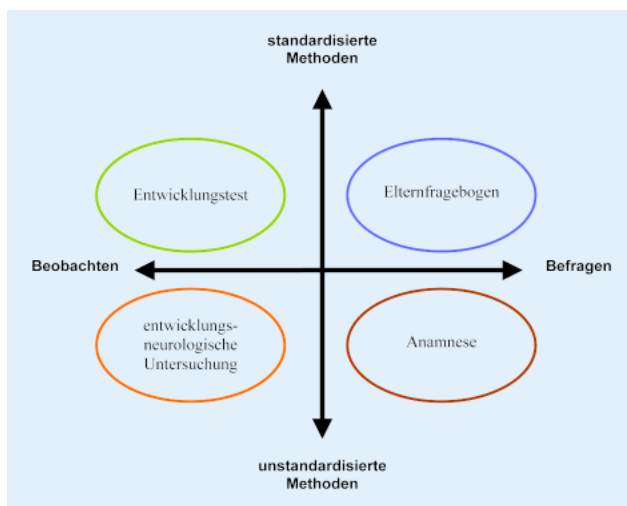 standardisierte
Methoden
Entwicklungstest
Elternfragebogen
Beobachten
Befragen
entwicklungs-
neurologische
Untersuchung
Anamnese
unstandardisierte
Methoden